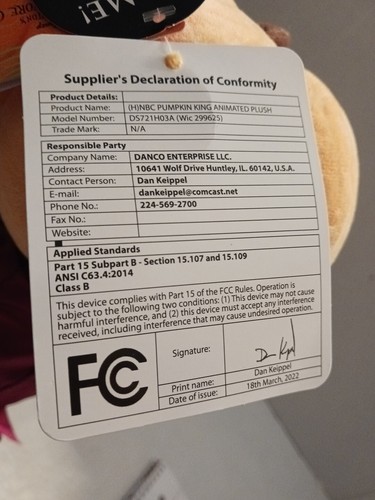 ME!
Supplier's Declaration of Conformity
Product Details:
Product Name: (H)NBC PUMPKIN KING ANIMATED PLUSH
Model Number: DS721H03A (Wic 299625)
Trade Mark: N/A
Responsible Party
Company Name: DANCO ENTERPRISE LLC.
Address: 10641 Wolf Drive Huntley, IL. 60142, U.S.A.
Contact Person: Dan Keippel
E-mail: dankeippel@comcast.net
Phone No.: 224-569-2700
Fax No.:
Website:
Applied Standards
Part 15 Subpart B - Section 15.107 and 15.109
ANSI C63.4:2014
Class B
This device complies with Part 15 of the FCC Rules. Operation is
subject to the following two conditions: (1) This device may not cause
harmful interference, and (2) this device must accept any interference
received, including interference that may cause undesired operation.
FC
Signature: Dan Keippel
Print name: Dan Keippel
Date of issue: 18th March, 2022